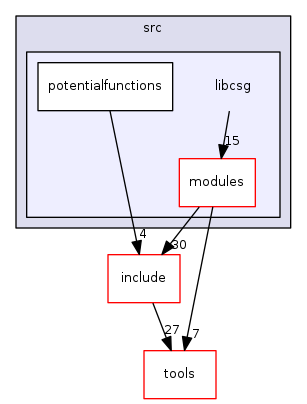 src
potentialfunctions
libcsg
15
modules
4
30
include
27
7
tools